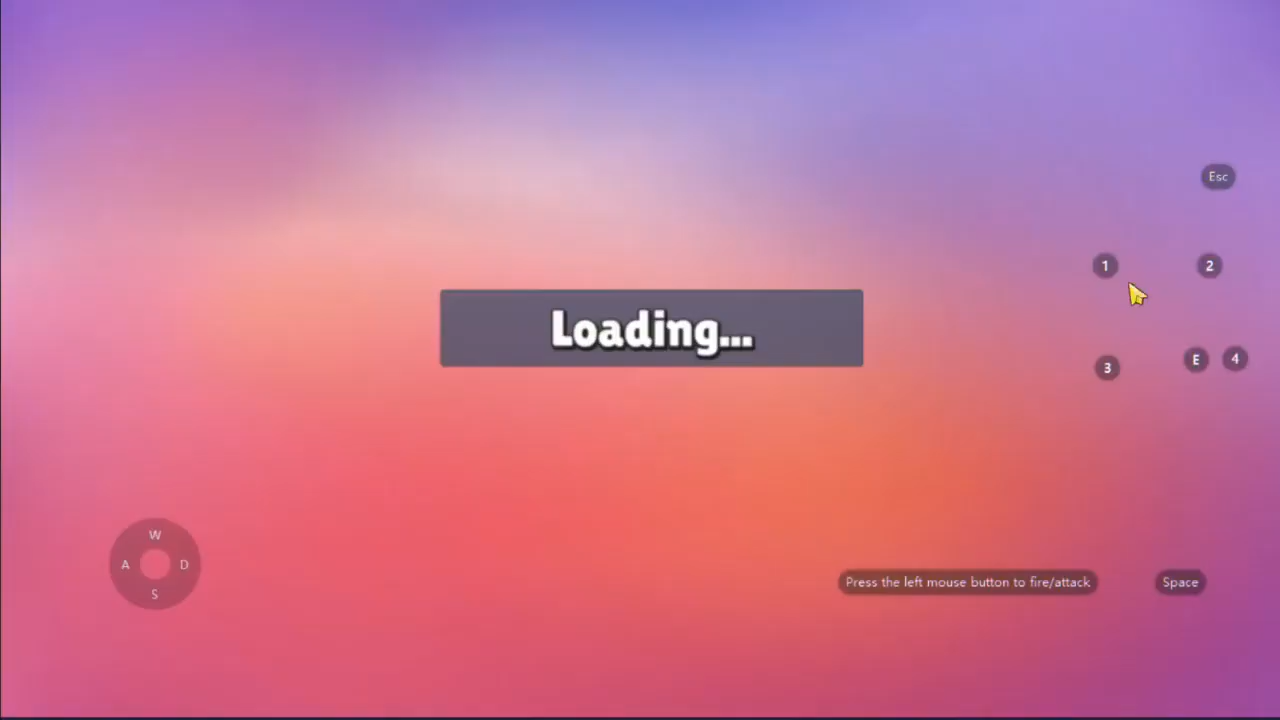 Esc
1
2
Loading...
3
E
4
W
A
D
S
Press the left mouse button to fire/attack
Space